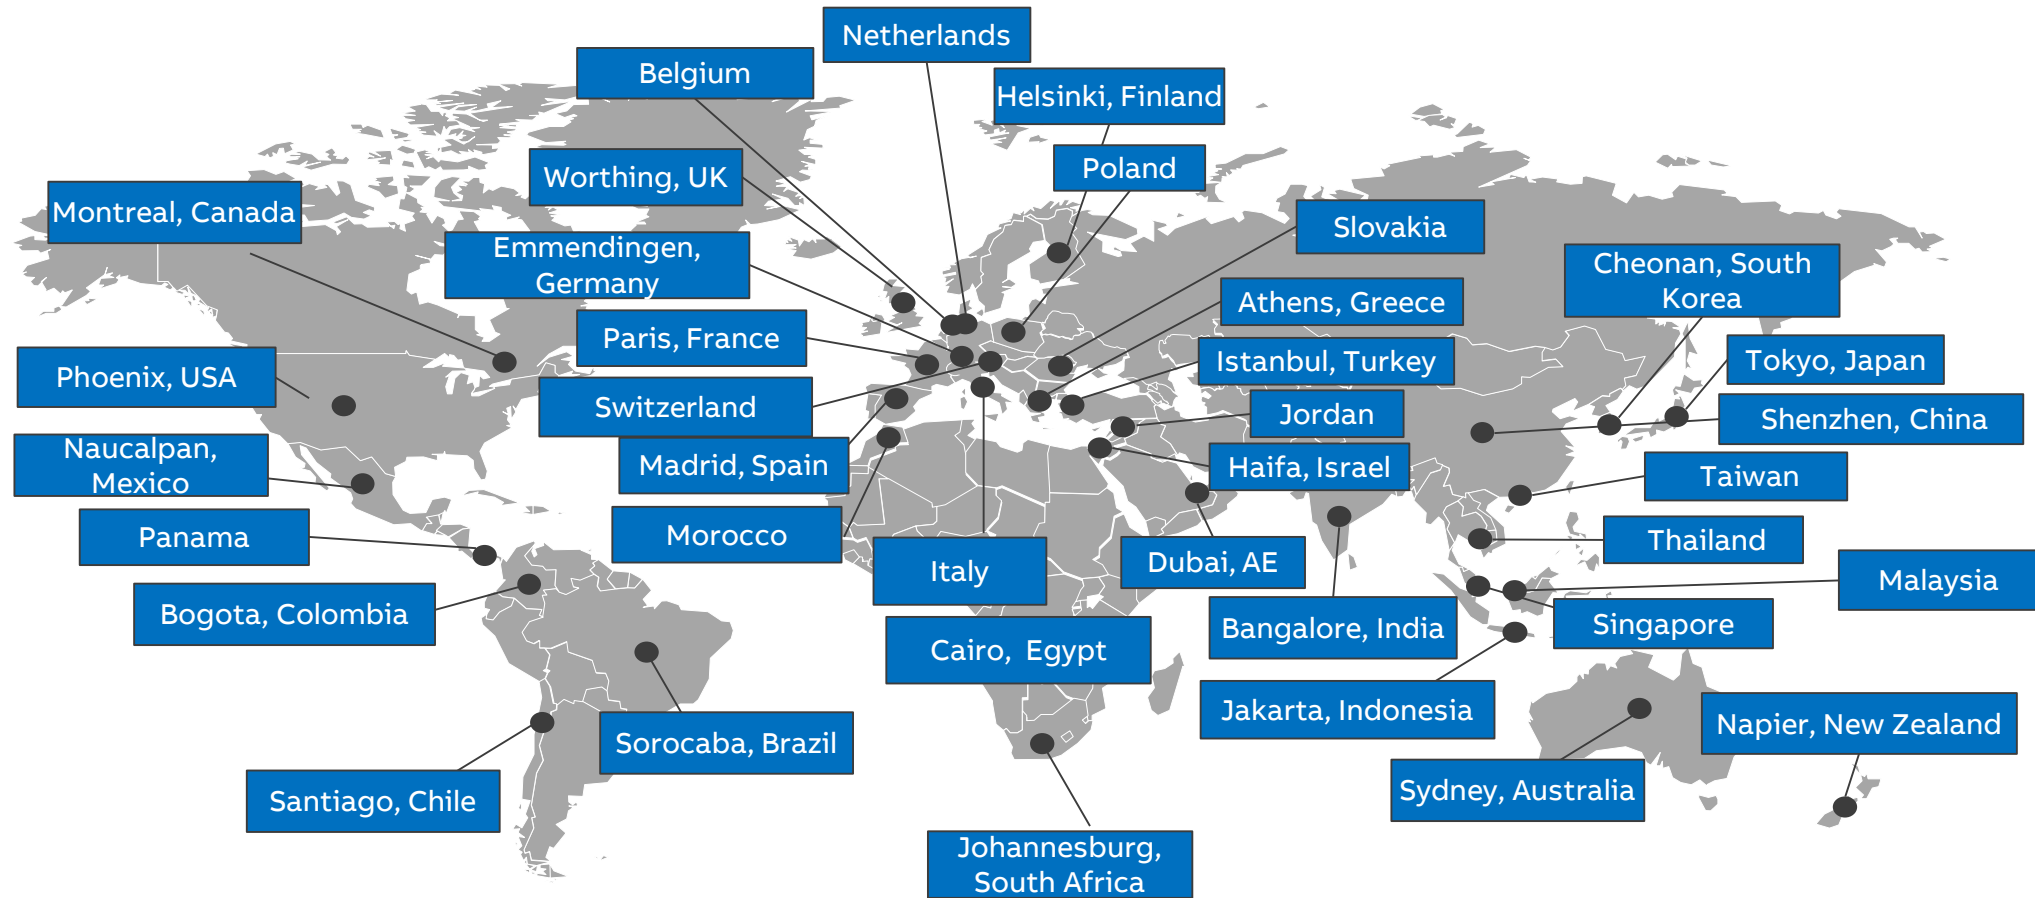 Netherlands
Belgium
Helsinki, Finland
Worthing, UK
Poland
Montreal, Canada
Slovakia
Emmendingen,
Germany
Cheonan, South
Korea
Athens, Greece
Paris, France
Istanbul, Turkey
Tokyo, Japan
Phoenix, USA
Switzerland
Jordan
Shenzhen, China
Naucalpan,
Mexico
Madrid, Spain
Haifa, Israel
Taiwan
Panama
Morocco
Italy
Dubai, AE
Thailand
Malaysia
Bogota, Colombia
Cairo,  Egypt
Bangalore, India
Singapore
Jakarta, Indonesia
Napier, New Zealand
Sorocaba, Brazil
Santiago, Chile
Sydney, Australia
Johannesburg,
South Africa